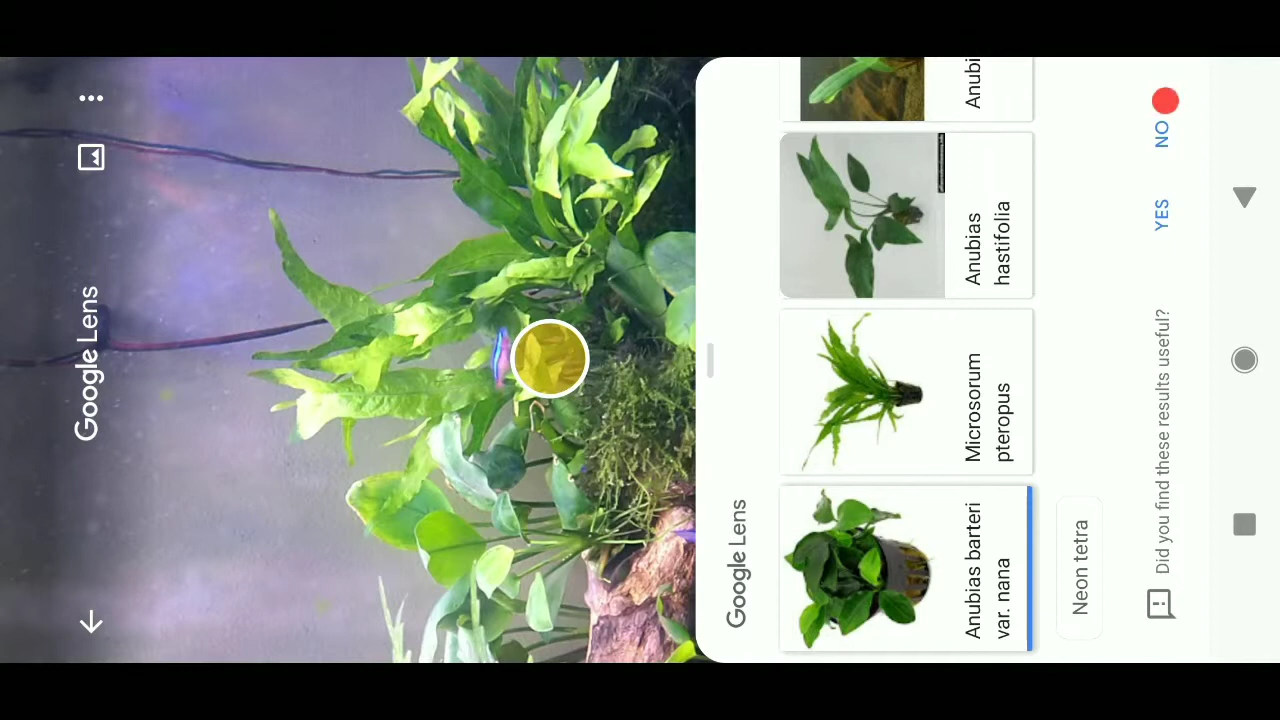 Google Lens
Google Lens
Anubias barteri
var. nana
Microsorum
pteropus
Anubias
hastifolia
Anubi
Neon tetra
Did you find these results useful?
YES
NO